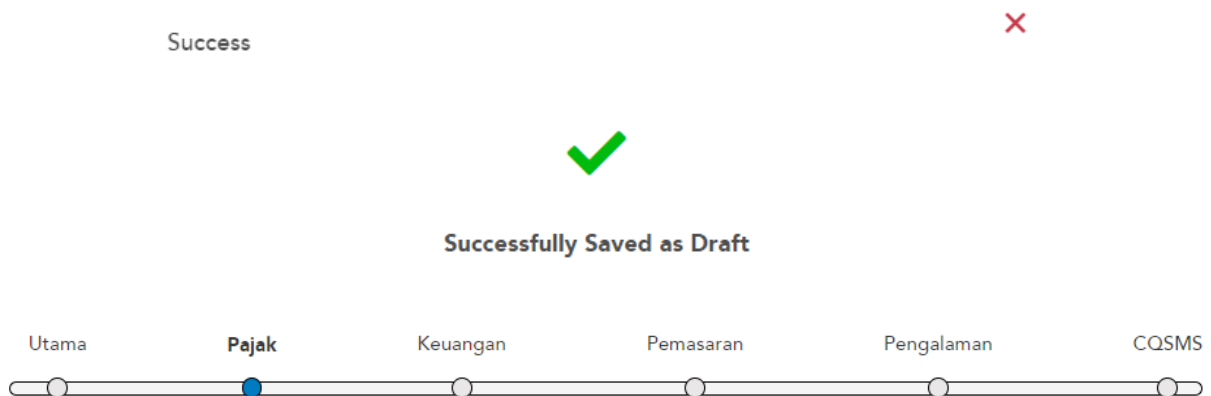 Success
Successfully Saved as Draft
Utama Pajak Keuangan Pemasaran Pengalaman CQSMS